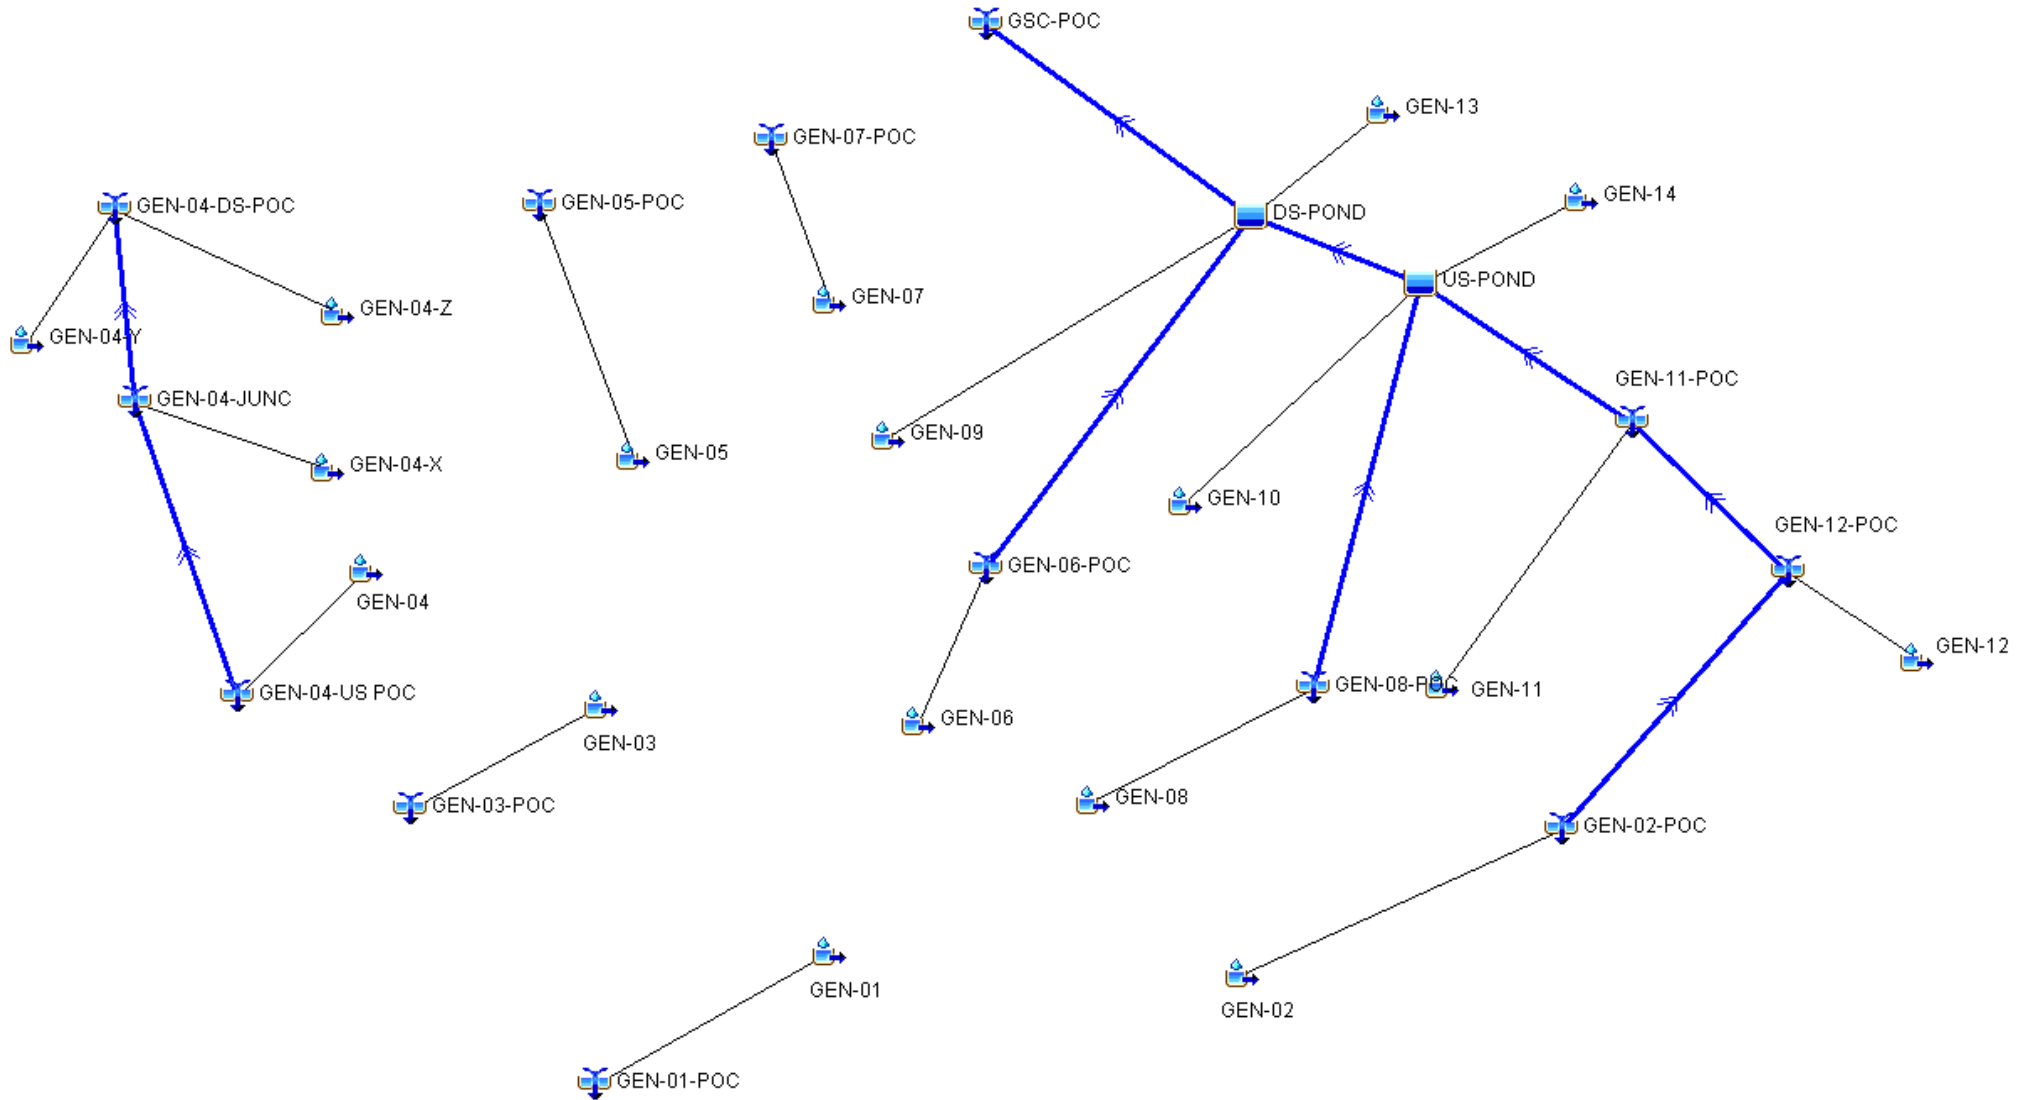 GSC-POC
GEN-13
GEN-07-POC
GEN-14
GEN-05-POC
GEN-04-DS-POC
DS-POND
US-POND
GEN-07
GEN-04-Z
GEN-04-Y
GEN-11-POC
GEN-04-JUNC
GEN-09
GEN-05
GEN-04-X
GEN-10
GEN-12-POC
GEN-06-POC
GEN-04
GEN-12
GEN-08-POC
GEN-11
GEN-04-US POC
GEN-06
GEN-03
GEN-08
GEN-03-POC
GEN-02-POC
GEN-01
GEN-02
GEN-01-POC